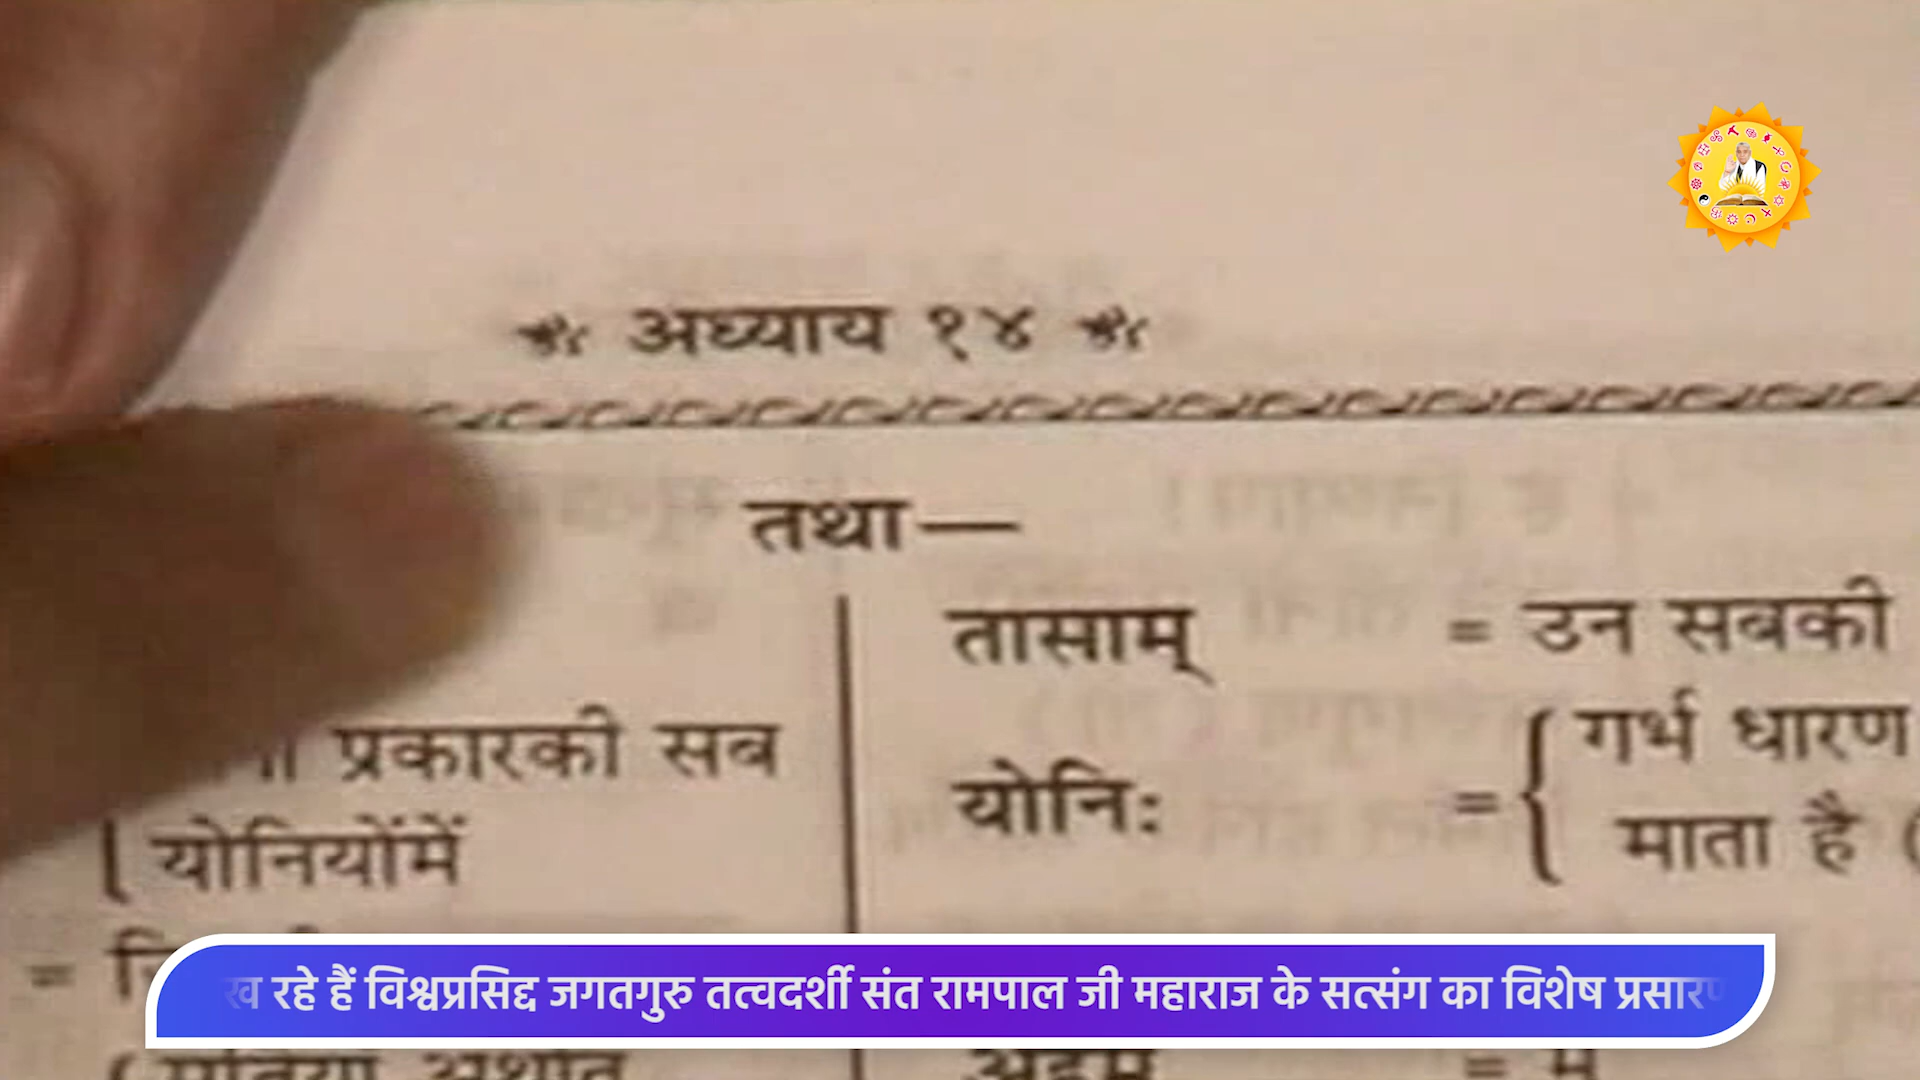 * अध्याय १४ *
तथा—
प्रकारकी सब
योनियोंमें
=
तासाम् = उन सबकी
योनिः = { गर्भ धारण
माता है (
रहे हैं विश्वप्रसिद्द जगतगुरु तत्वदर्शी संत रामपाल जी महाराज के सत्संग का विशेष प्रसार